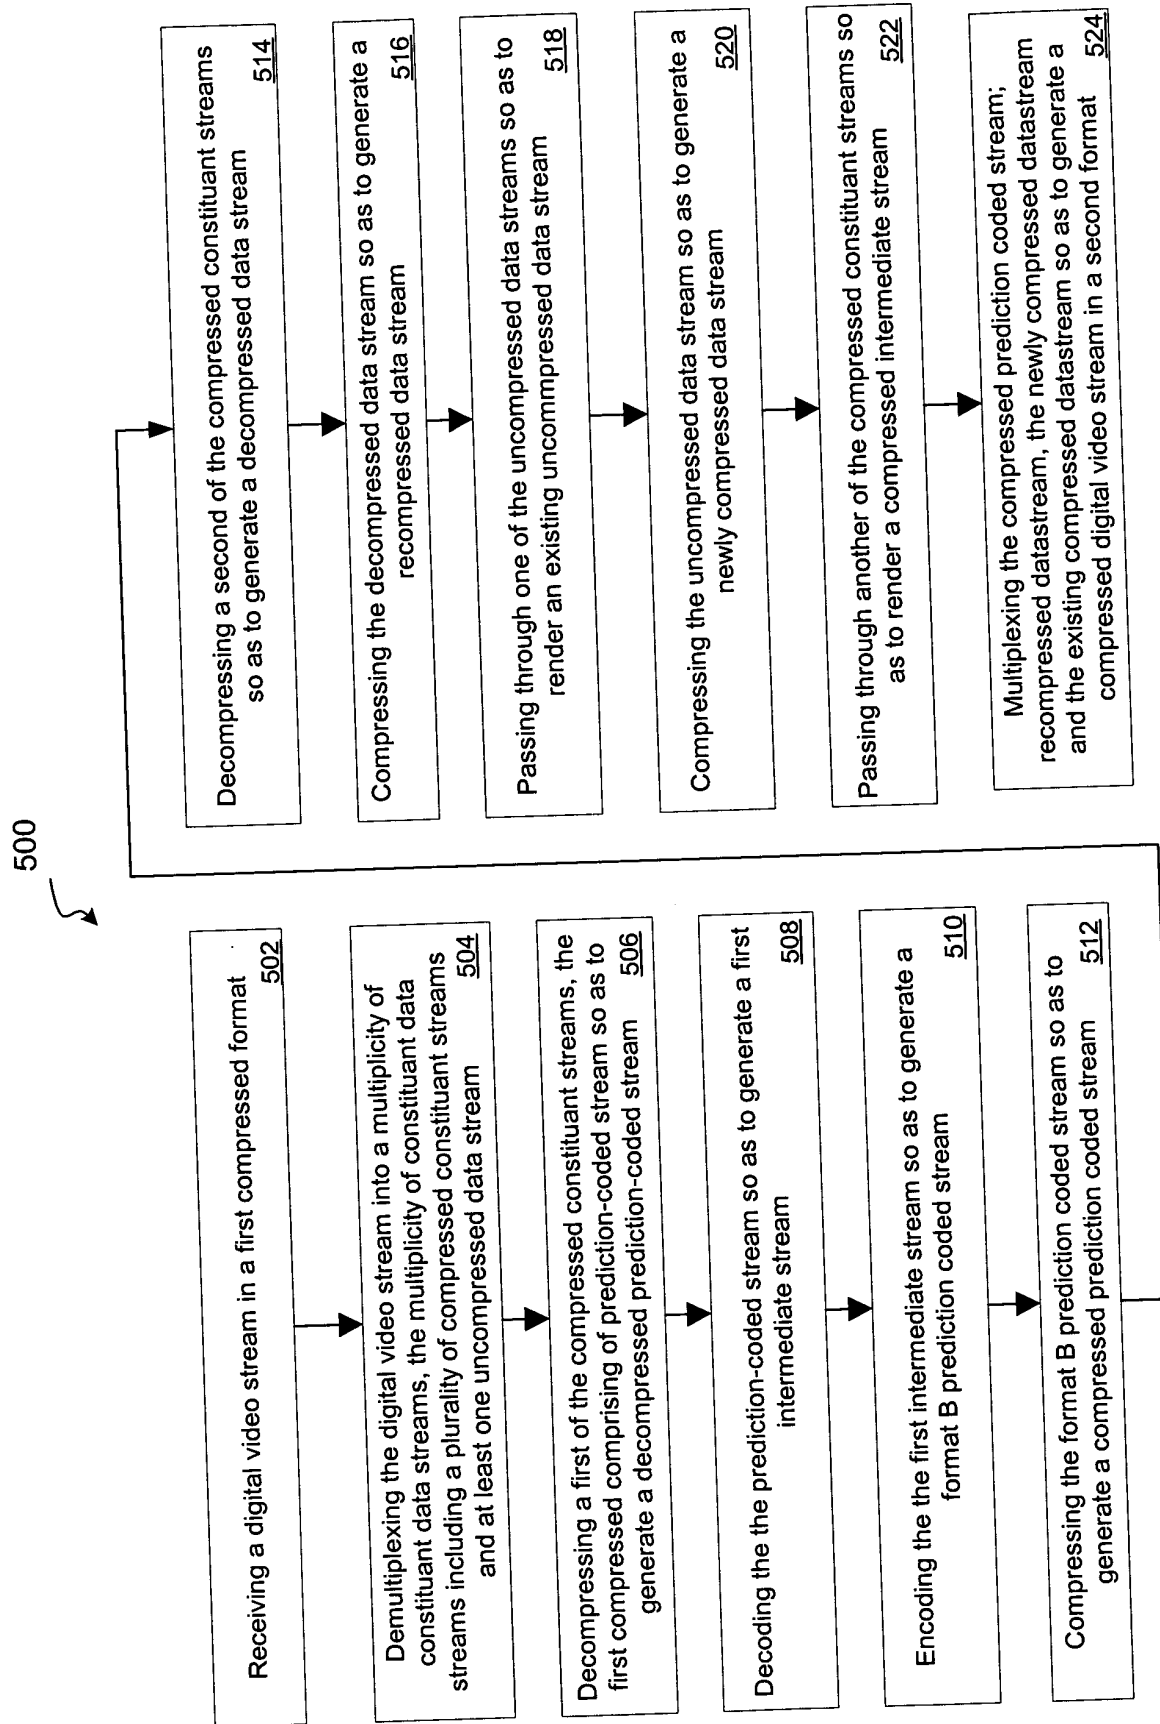 500
Receiving a digital video stream in a first compressed format
502
Demultiplexing the digital video stream into a multiplicity of
constituant data streams, the multiplicity of constituant data
streams including a plurality of compressed constituant streams
and at least one uncompressed data stream
504
Decompressing a first of the compressed constituant streams, the
first compressed comprising of prediction-coded stream so as to
generate a decompressed prediction-coded stream
506
Decoding the the prediction-coded stream so as to generate a first
intermediate stream
508
Encoding the the first intermediate stream so as to generate a
format B prediction coded stream
510
Compressing the format B prediction coded stream so as to
generate a compressed prediction coded stream
512
Decompressing a second of the compressed constituant streams
so as to generate a decompressed data stream
514
Compressing the decompressed data stream so as to generate a
recompressed data stream
516
Passing through one of the uncompressed data streams so as to
render an existing uncommpressed data stream
518
Compressing the uncompressed data stream so as to generate a
newly compressed data stream
520
Passing through another of the compressed constituant streams so
as to render a compressed intermediate stream
522
Multiplexing the compressed prediction coded stream;
recompressed datastream, the newly compressed datastream
and the existing compressed datastream so as to generate a
compressed digital video stream in a second format
524